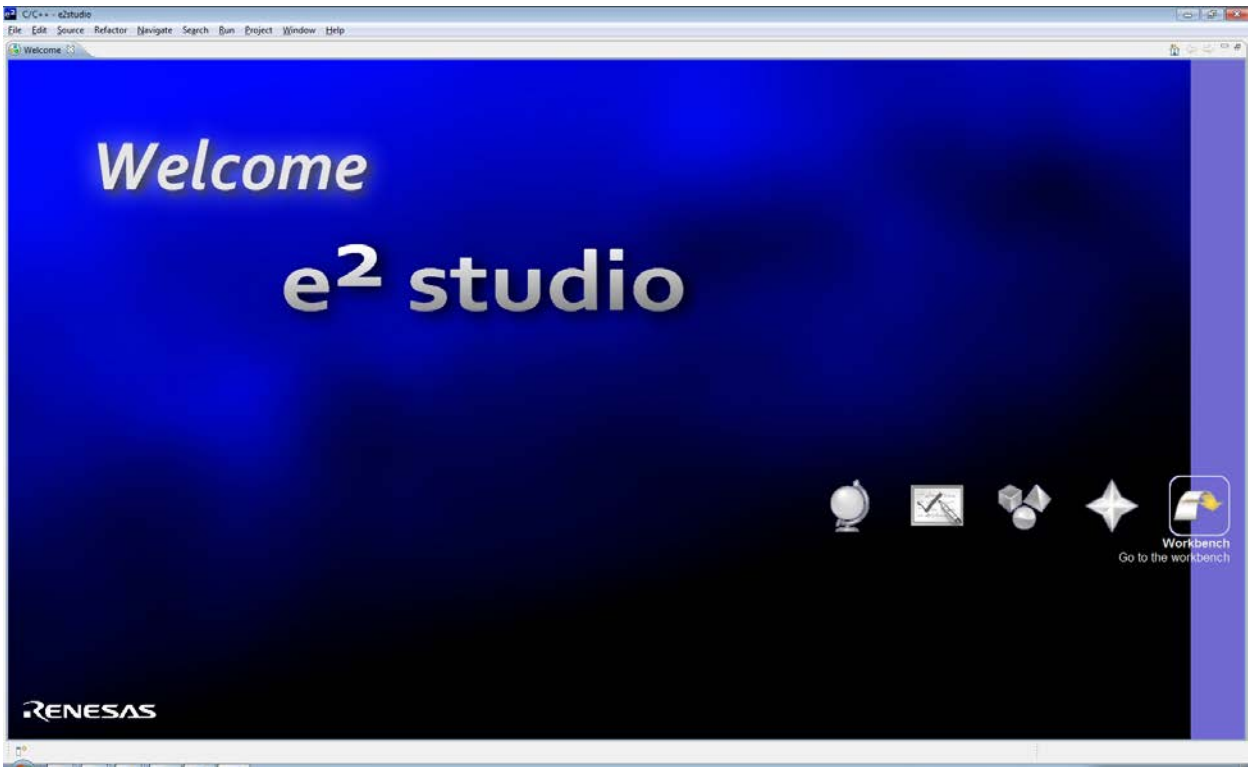 C/C++ - e2studio
File Edit Source Refactor Navigate Search Run Project Window Help
Welcome
Welcome
e² studio
Workbench
Go to the workbench
RENESAS